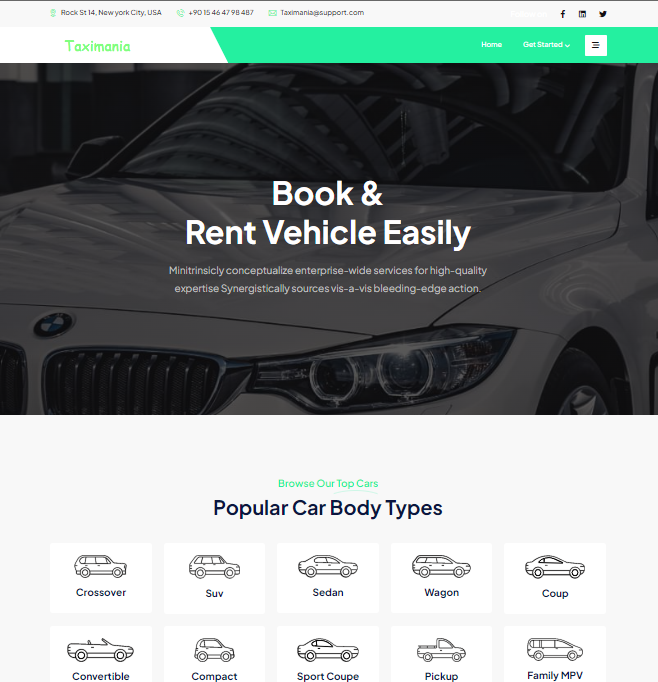 Rock St 14, New york City, USA
+90 15 46 47 98 487
Taximania@support.com
Taximania
Home
Get Started
Book &
Rent Vehicle Easily
Minitrinsicly conceptualize enterprise-wide services for high-quality
expertise Synergistically sources vis-a-vis bleeding-edge action.
Browse Our Top Cars
Popular Car Body Types
Crossover
Suv
Sedan
Wagon
Coup
Convertible
Compact
Sport Coupe
Pickup
Family MPV